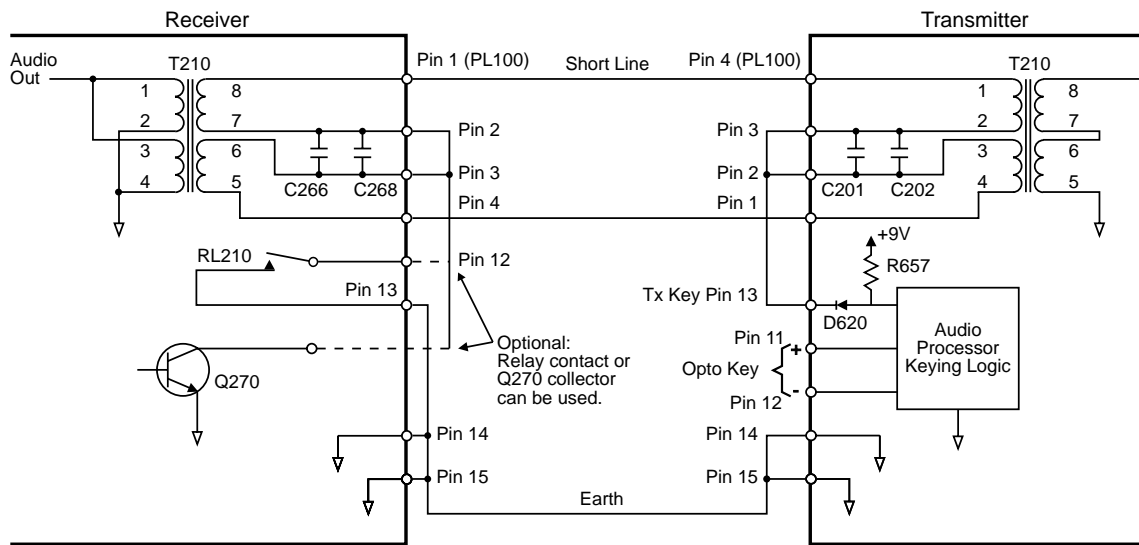 Receiver
Transmitter
Audio
Out
T210
1
2
3
4
8
7
6
5
C266
C268
Pin 1 (PL100)
Short Line
Pin 4 (PL100)
Pin 2
Pin 3
Pin 4
Pin 3
Pin 2
Pin 1
T210
1
2
3
4
8
7
6
5
C201
C202
RL210
Pin 12
Pin 13
Q270
Optional:
Relay contact or
Q270 collector
can be used.
+9V
R657
Tx Key Pin 13
D620
Pin 11
+
Opto Key
-
Pin 12
Audio
Processor
Keying Logic
Pin 14
Pin 15
Earth
Pin 14
Pin 15